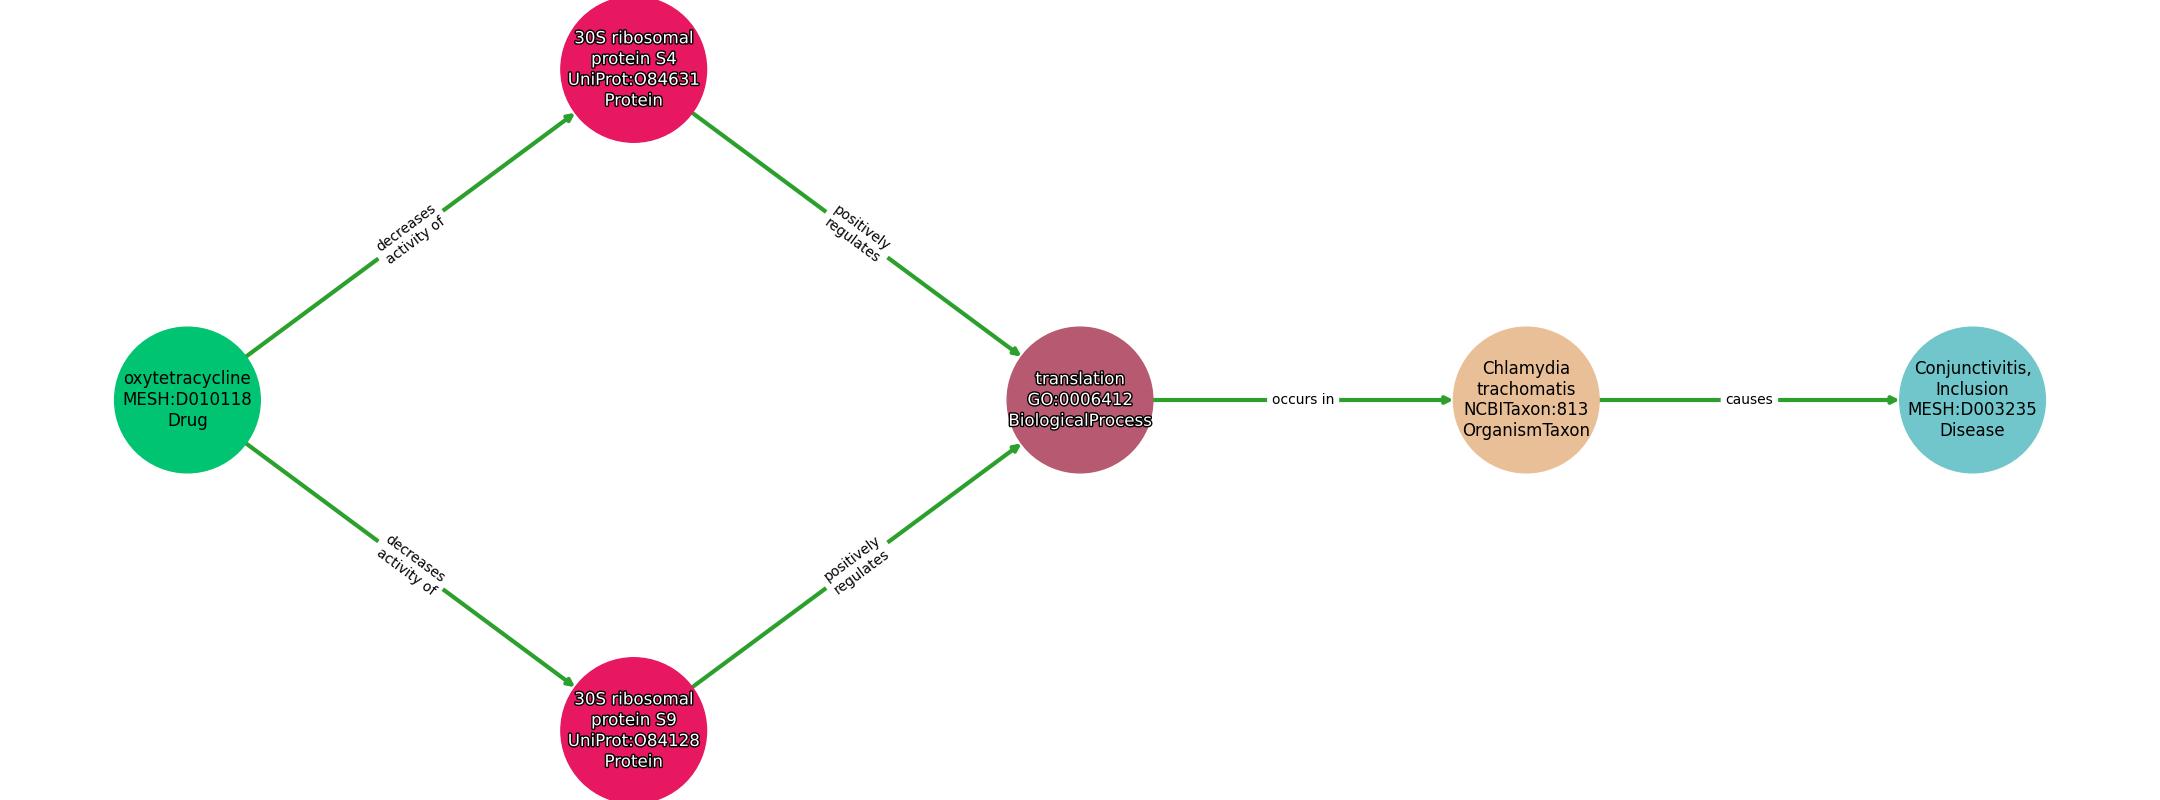 30S ribosomal
protein S4
UniProt:O84631
Protein
decreases
activity of
positively
regulates
oxytetracycline
MESH:D010118
Drug
translation
GO:0006412
BiologicalProcess
occurs in
Chlamydia
trachomatis
NCBITaxon:813
OrganismTaxon
causes
Conjunctivitis,
Inclusion
MESH:D003235
Disease
decreases
activity of
positively
regulates
30S ribosomal
protein S9
UniProt:O84128
Protein